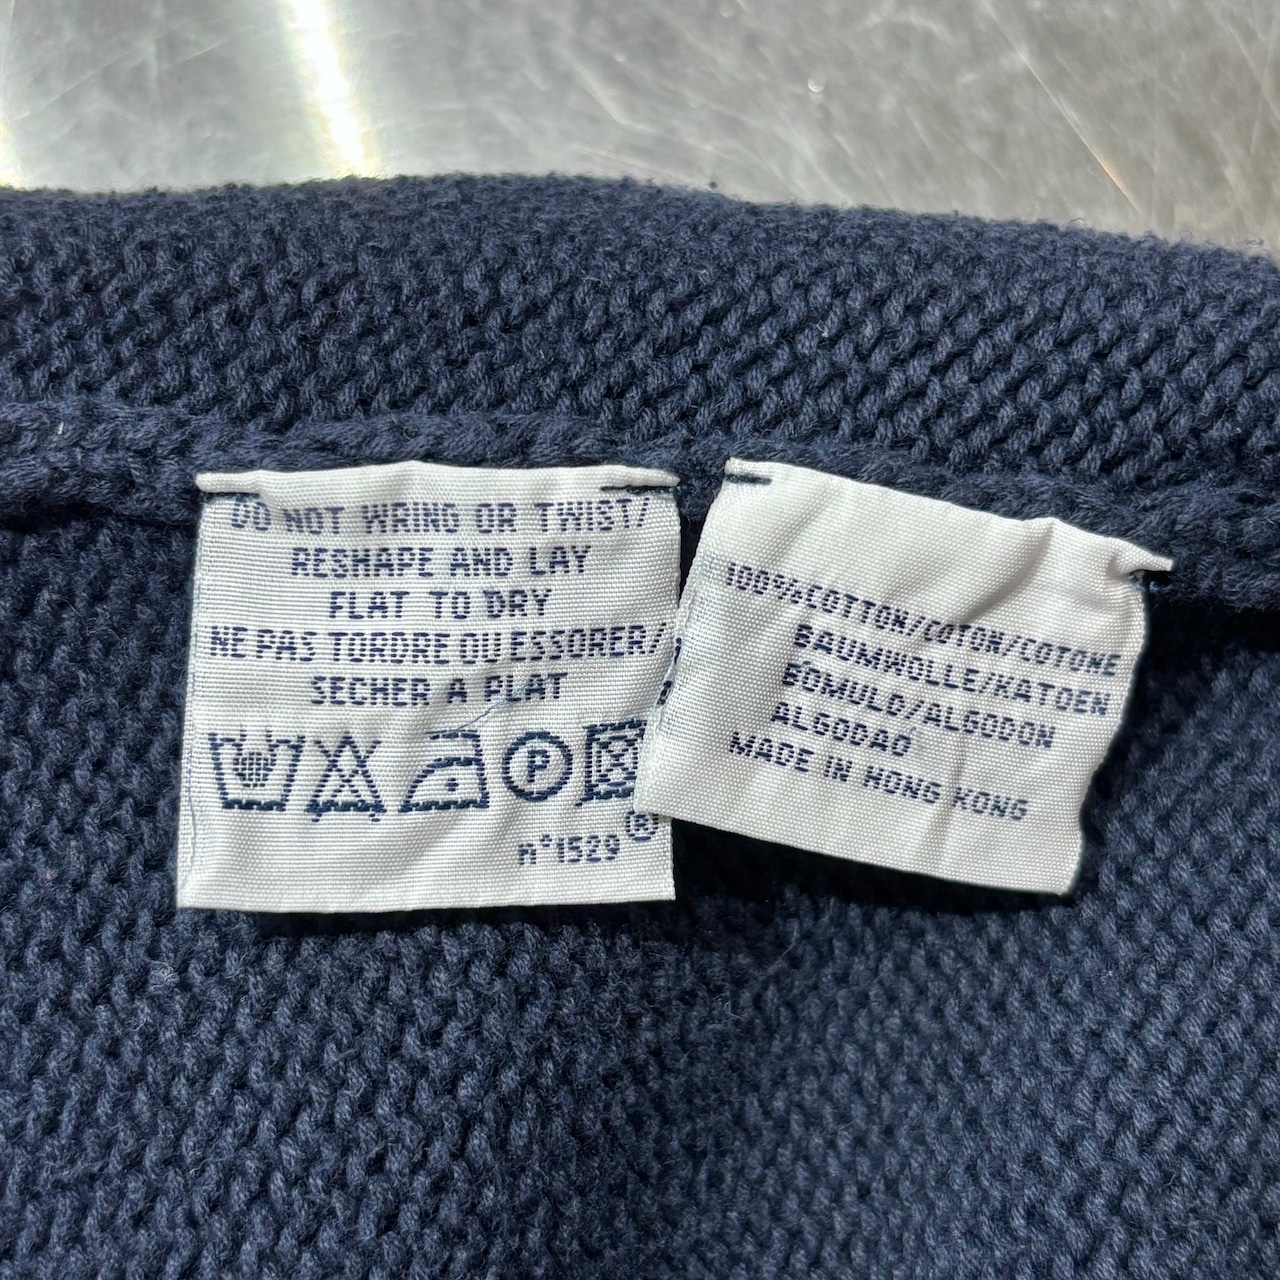 DO NOT WRING OR TWIST/
RESHAPE AND LAY
FLAT TO DRY
NE PAS TORDRE OU ESSORER/
SECHER A PLAT
P
n°1529®
100%COTTON/COTON/COTONE
BAUMWOLLE/KATOEN
BOMULD/ALGODON
ALGODAO
MADE IN HONG KONG